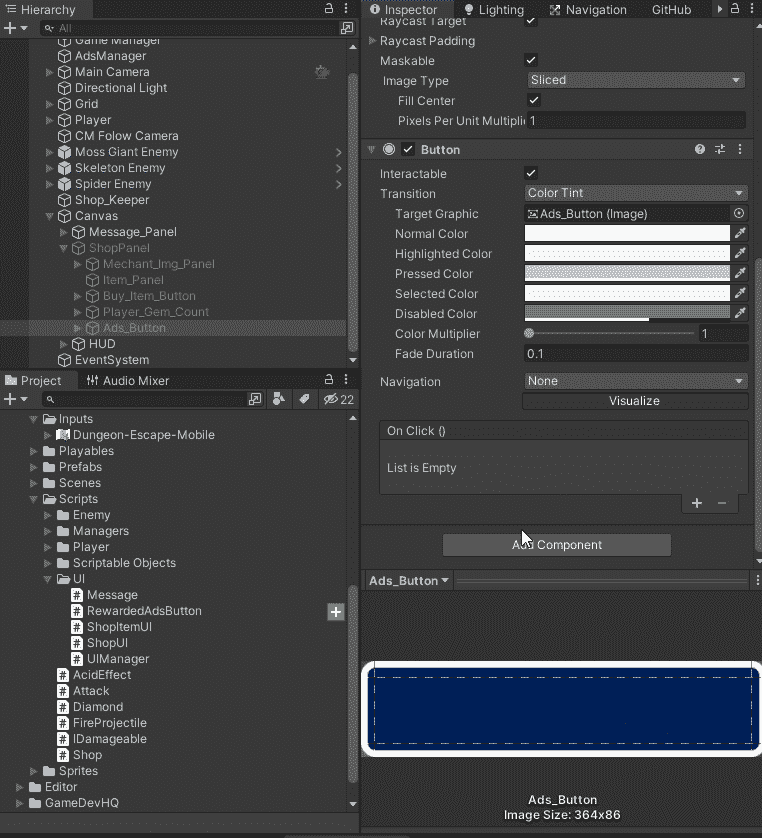 Hierarchy
All
Game Manager
AdsManager
Main Camera
Directional Light
Grid
Player
CM Folow Camera
Moss Giant Enemy
Skeleton Enemy
Spider Enemy
Shop_Keeper
Canvas
Message_Panel
ShopPanel
Mechant_Img_Panel
Item_Panel
Buy_Item_Button
Player_Gem_Count
Ads_Button
HUD
EventSystem
Project
Audio Mixer
22
Inputs
Dungeon-Escape-Mobile
Playables
Prefabs
Scenes
Scripts
Enemy
Managers
Player
Scriptable Objects
UI
Message
RewardedAdsButton
ShopItemUI
ShopUI
UIManager
AcidEffect
Attack
Diamond
FireProjectile
IDamageable
Shop
Sprites
Editor
GameDevHQ
Inspector
Lighting
Navigation
GitHub
Raycast Target
Raycast Padding
Maskable
Image Type Sliced
Fill Center
Pixels Per Unit Multipli 1
Button
Interactable
Transition Color Tint
Target Graphic Ads_Button (Image)
Normal Color
Highlighted Color
Pressed Color
Selected Color
Disabled Color
Color Multiplier 1
Fade Duration 0.1
Navigation None
Visualize
On Click ()
List is Empty
Add Component
Ads_Button
Ads_Button
Image Size: 364x86